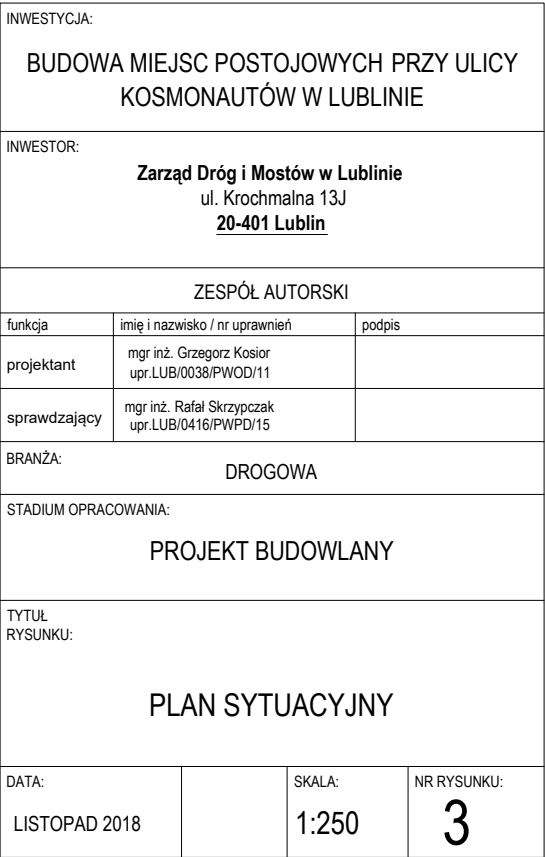 INWESTYCJA:
BUDOWA MIEJSC POSTOJOWYCH PRZY ULICY
KOSMONAUTÓW W LUBLINIE
INWESTOR:
Zarząd Dróg i Mostów w Lublinie
ul. Krochmalna 13J
20-401 Lublin
ZESPÓŁ AUTORSKI
funkcja imię i nazwisko / nr uprawnień podpis
projektant
mgr inż. Grzegorz Kosior
upr.LUB/0038/PWOD/11
sprawdzający
mgr inż. Rafał Skrzypczak
upr.LUB/0416/PWPD/15
BRANŻA:
DROGOWA
STADIUM OPRACOWANIA:
PROJEKT BUDOWLANY
TYTUŁ
RYSUNKU:
PLAN SYTUACYJNY
DATA:
LISTOPAD 2018
SKALA:
1:250
NR RYSUNKU:
3